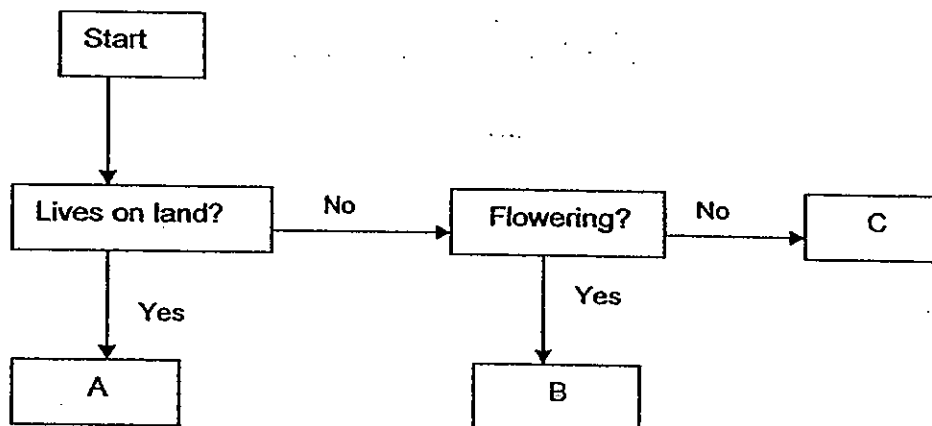 Start
Lives on land?
No
Flowering?
No
C
Yes
Yes
A
B